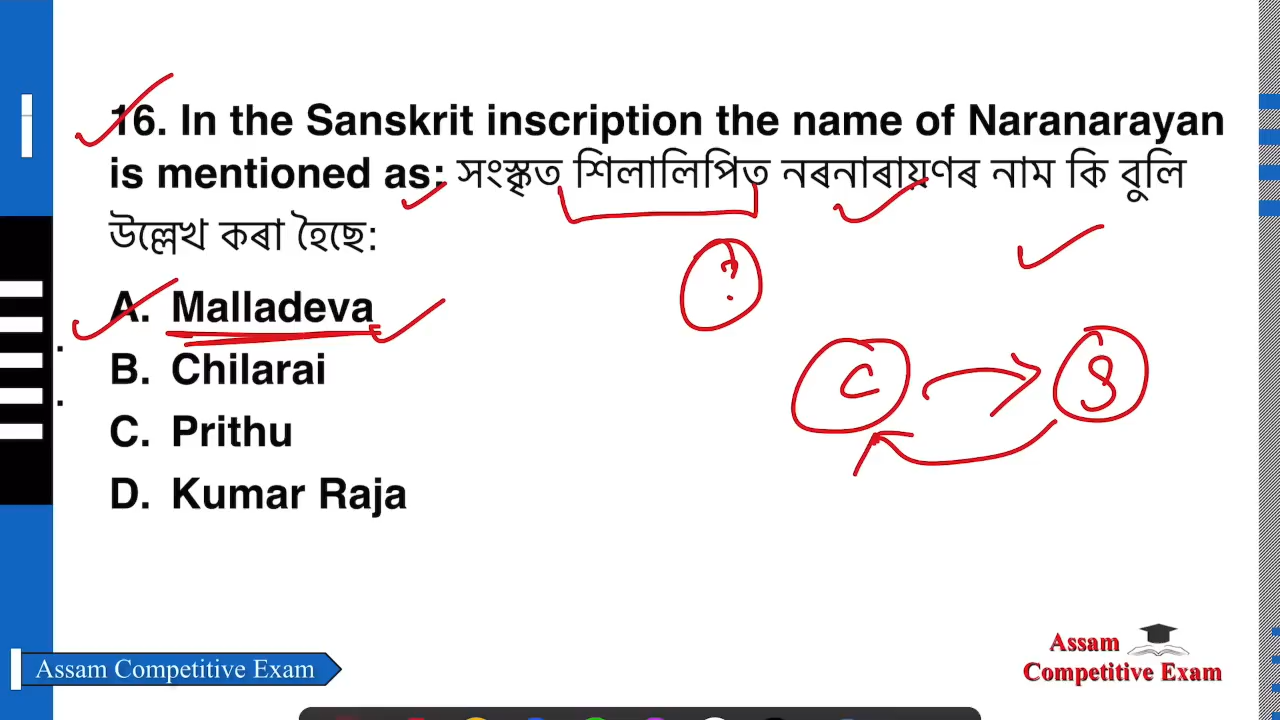 16. In the Sanskrit inscription the name of Naranarayan
is mentioned as: সংস্কৃত শিলালিপিত নৰনাৰায়ণৰ নাম কি বুলি
উল্লেখ কৰা হৈছে:
?
A. Malladeva
B. Chilarai
C. Prithu
D. Kumar Raja
C
Assam
Competitive Exam
Assam Competitive Exam